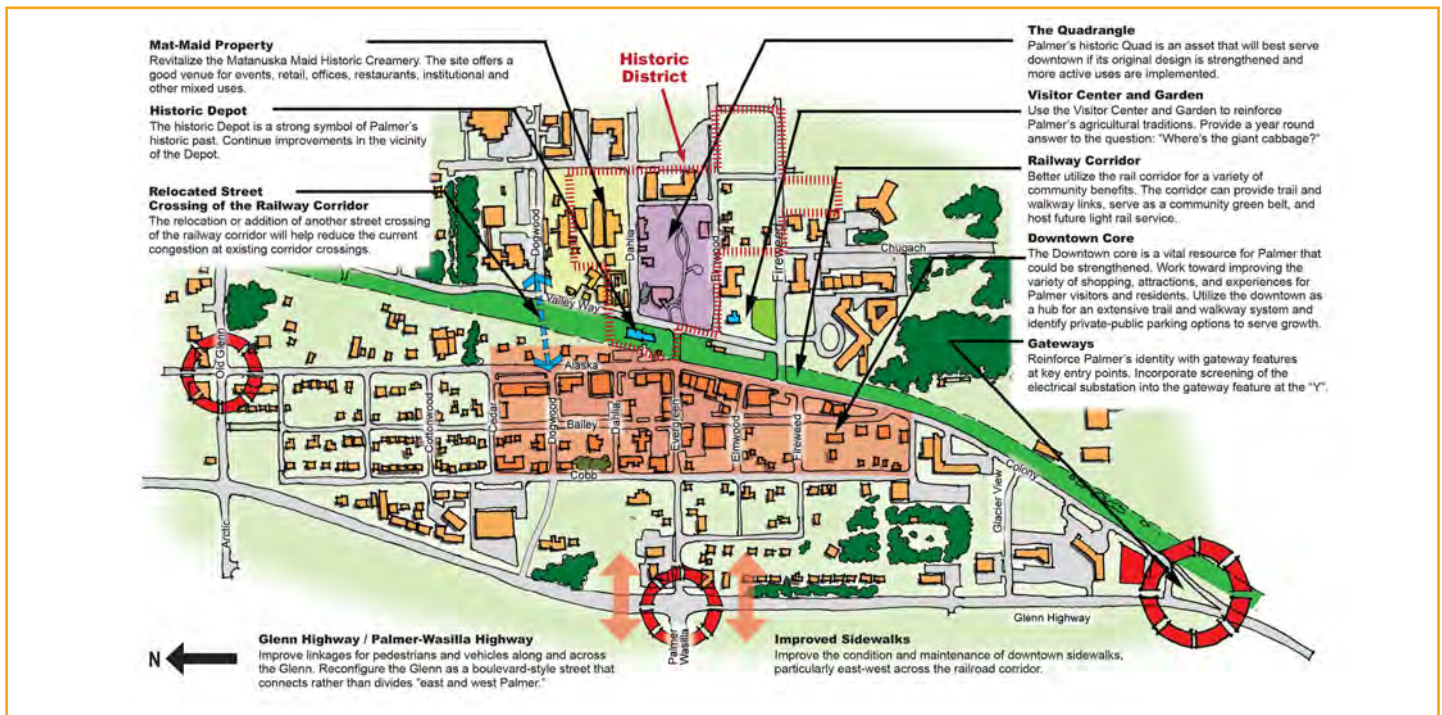 Mat-Maid Property
Revitalize the Matanuska Maid Historic Creamery. The site offers a
good venue for events, retail, offices, restaurants, institutional and
other mixed uses.
Historic Depot
The historic Depot is a strong symbol of Palmer's
historic past. Continue improvements in the vicinity
of the Depot.
Relocated Street
Crossing of the Railway Corridor
The relocation or addition of another street crossing
of the railway corridor will help reduce the current
congestion at existing corridor crossings.
Historic
District
The Quadrangle
Palmer's historic Quad is an asset that will best serve
downtown if its original design is strengthened and
more active uses are implemented.
Visitor Center and Garden
Use the Visitor Center and Garden to reinforce
Palmer's agricultural traditions. Provide a year round
answer to the question: "Where's the giant cabbage?"
Railway Corridor
Better utilize the rail corridor for a variety of
community benefits. The corridor can provide trail and
walkway links, serve as a community green belt, and
host future light rail service.
Downtown Core
The Downtown core is a vital resource for Palmer that
could be strengthened. Work toward improving the
variety of shopping, attractions, and experiences for
Palmer visitors and residents. Utilize the downtown as
a hub for an extensive trail and walkway system and
identify private-public parking options to serve growth.
Gateways
Reinforce Palmer's identity with gateway features
at key entry points. Incorporate screening of the
electrical substation into the gateway feature at the "Y".
Dogwood
Dahlia
Elmwood
Fireweed
Chugach
Valley Way
Old Glenn
Alaska
Cottonwood
Cedar
Dogwood
Bailey
Dahlia
Evergreen
Elmwood
Fireweed
Cobb
Colony
Glacier View
Arctic
Glenn Highway
Palmer
Wasilla
N
Glenn Highway / Palmer-Wasilla Highway
Improve linkages for pedestrians and vehicles along and across
the Glenn. Reconfigure the Glenn as a boulevard-style street that
connects rather than divides "east and west Palmer."
Improved Sidewalks
Improve the condition and maintenance of downtown sidewalks,
particularly east-west across the railroad corridor.